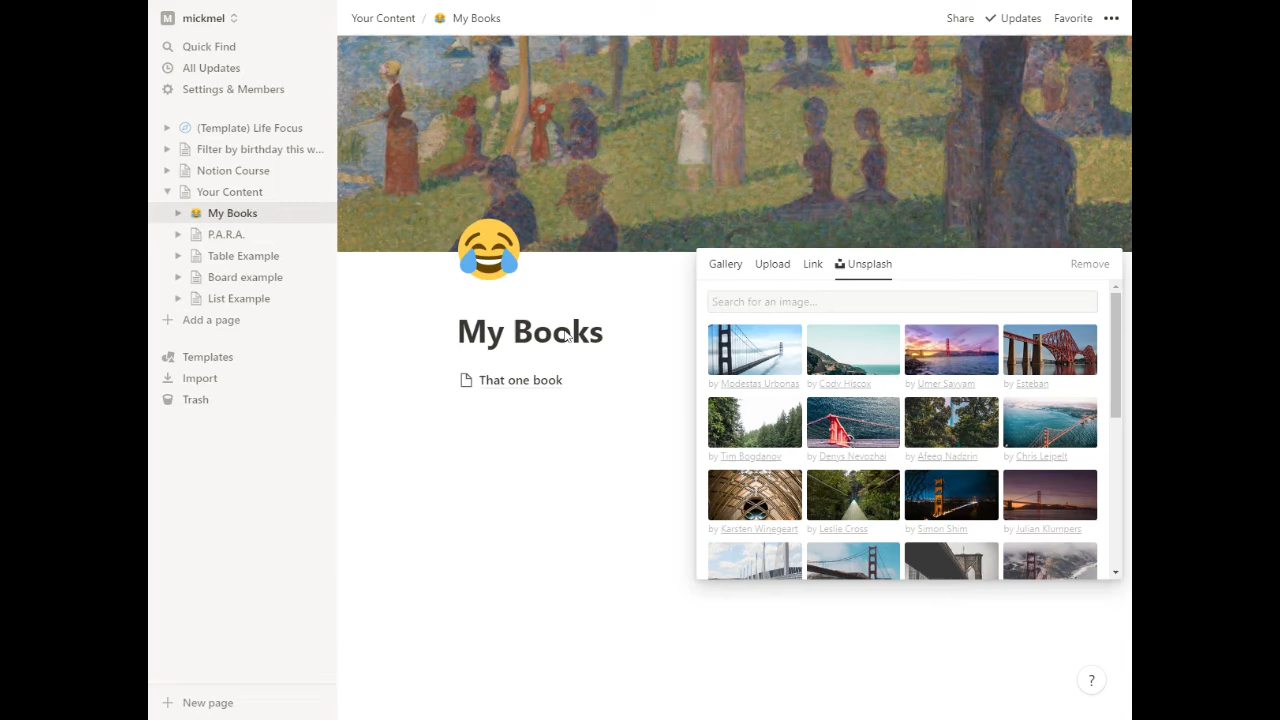 M mickmel
Quick Find
All Updates
Settings & Members
(Template) Life Focus
Filter by birthday this w...
Notion Course
Your Content
My Books
P.A.R.A.
Table Example
Board example
List Example
Add a page
Templates
Import
Trash
New page
Your Content / My Books
Share Updates Favorite
My Books
That one book
Gallery Upload Link Unsplash Remove
Search for an image...
by Modestas Urbonas by Cody Hiscox by Umer Sayyam by Esteban
by Tim Bogdanov by Denys Nevozhai by Afeeq Nadzrin by Chris Leipelt
by Karsten Winegeart by Leslie Cross by Simon Shim by Julian Klumpers
?